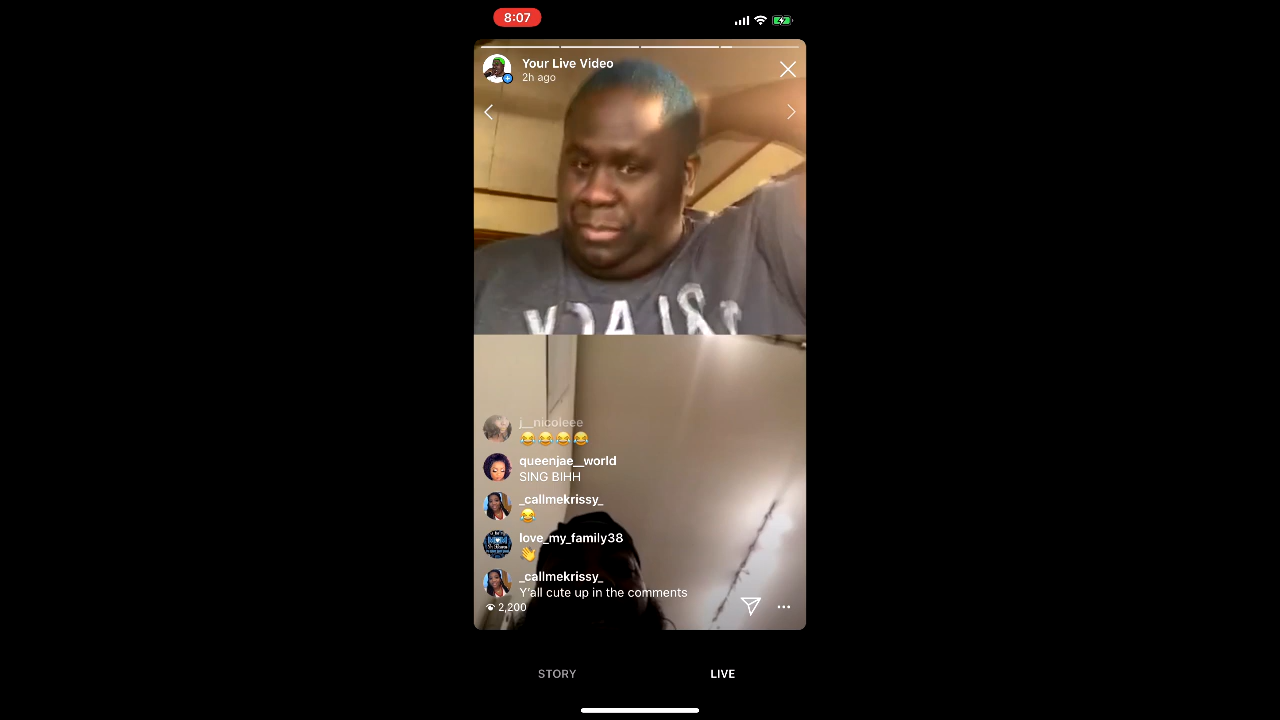 8:07
Your Live Video
2h ago
j__nicoleee
😂😂😂😂
queenjae__world
SING BIHH
_callmekrissy_
😂
love_my_family38
👋
_callmekrissy_
Y'all cute up in the comments
2,200
STORY
LIVE